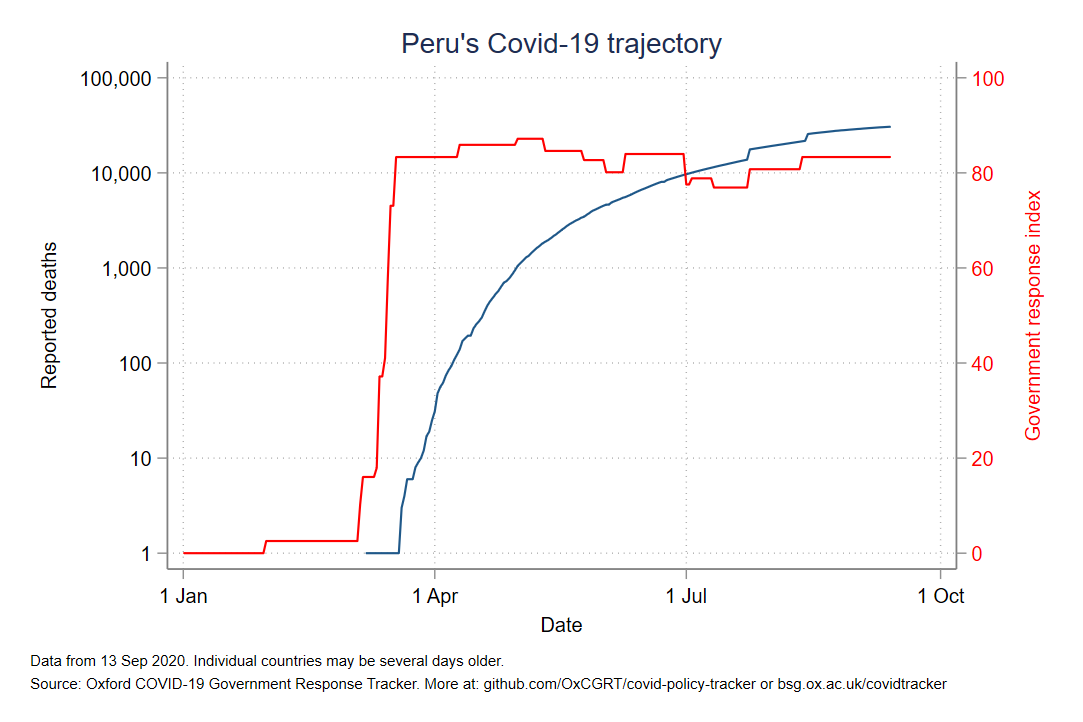 Peru's Covid-19 trajectory
100,000
10,000
1,000
100
10
1
Reported deaths
100
80
60
40
20
0
Government response index
1 Jan
1 Apr
1 Jul
1 Oct
Date
Data from 13 Sep 2020. Individual countries may be several days older.
Source: Oxford COVID-19 Government Response Tracker. More at: github.com/OxCGRT/covid-policy-tracker or bsg.ox.ac.uk/covidtracker